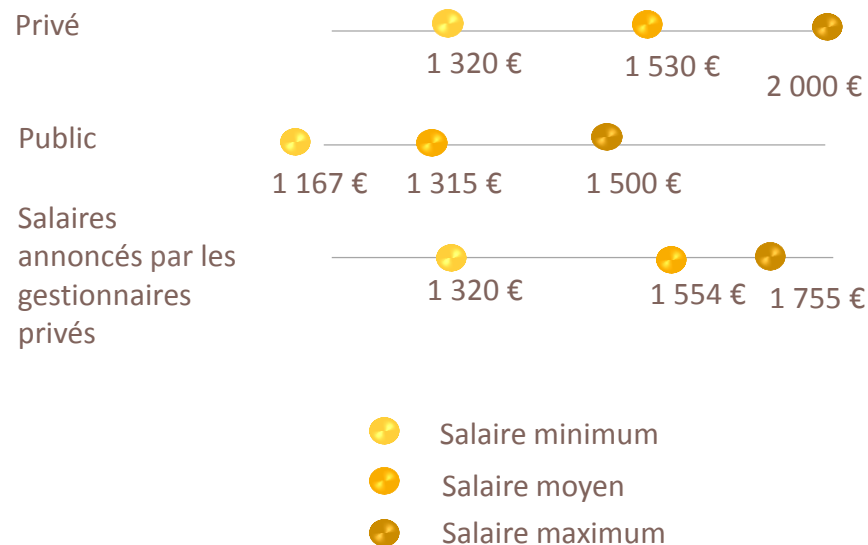 Privé
1 320 €
1 530 €
2 000 €
Public
1 167 €
1 315 €
1 500 €
Salaires
annoncés par les
gestionnaires
privés
1 320 €
1 554 €
1 755 €
Salaire minimum
Salaire moyen
Salaire maximum